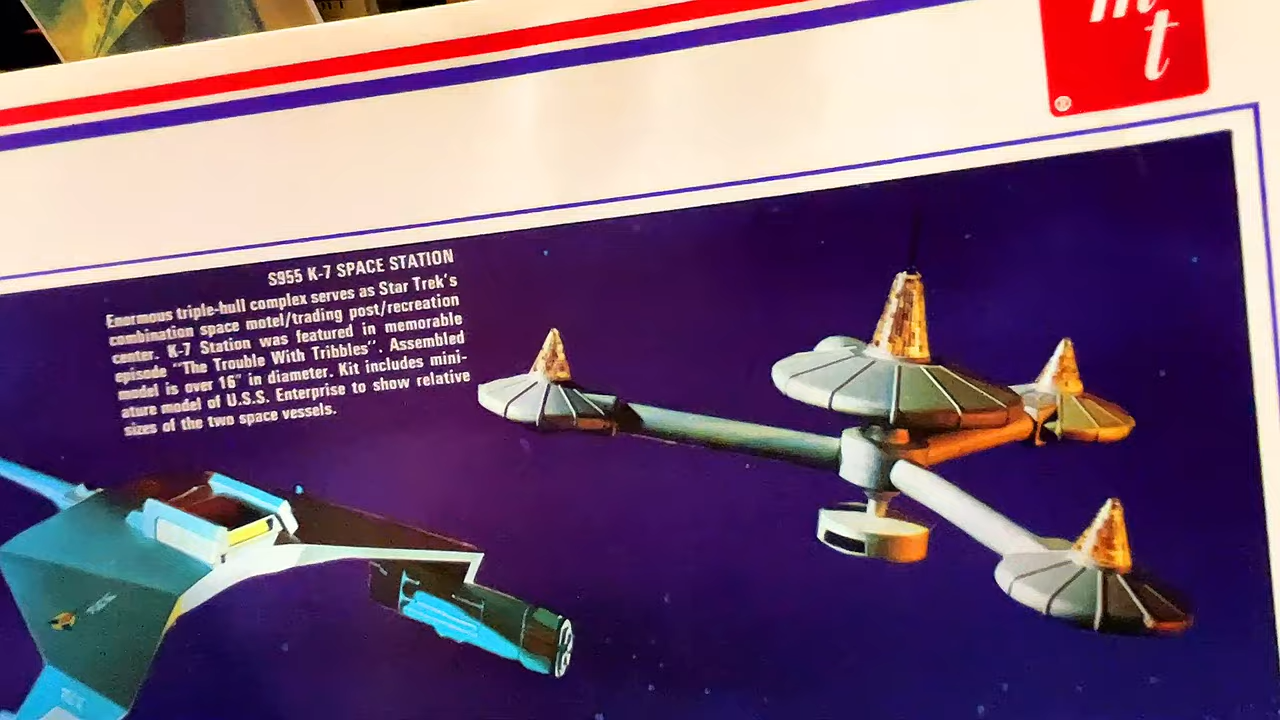 mt
S955 K-7 SPACE STATION
Enormous triple-hull complex serves as Star Trek's
combination space motel/trading post/recreation
center. K-7 Station was featured in memorable
episode "The Trouble With Tribbles". Assembled
model is over 16" in diameter. Kit includes mini-
ature model of U.S.S. Enterprise to show relative
sizes of the two space vessels.